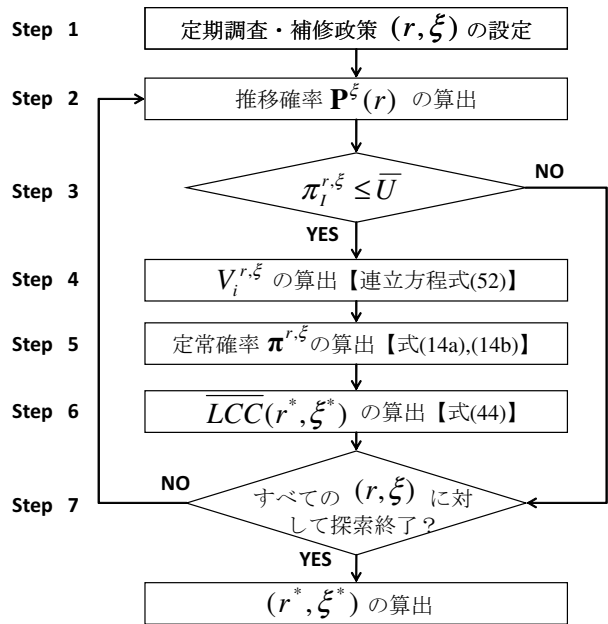 Step 1 定期調査・補修政策 (r, ξ) の設定
Step 2 推移確率 P^ξ(r) の算出
Step 3 π_I^{r,ξ} ≤ U̅ NO
YES
Step 4 V_i^{r,ξ} の算出【連立方程式(52)】
Step 5 定常確率 π^{r,ξ}の算出【式(14a),(14b)】
Step 6 \overline{LCC}(r^*, ξ^*) の算出【式(44)】
NO
Step 7 すべての (r, ξ) に対
して探索終了?
YES
(r^*, ξ^*) の算出